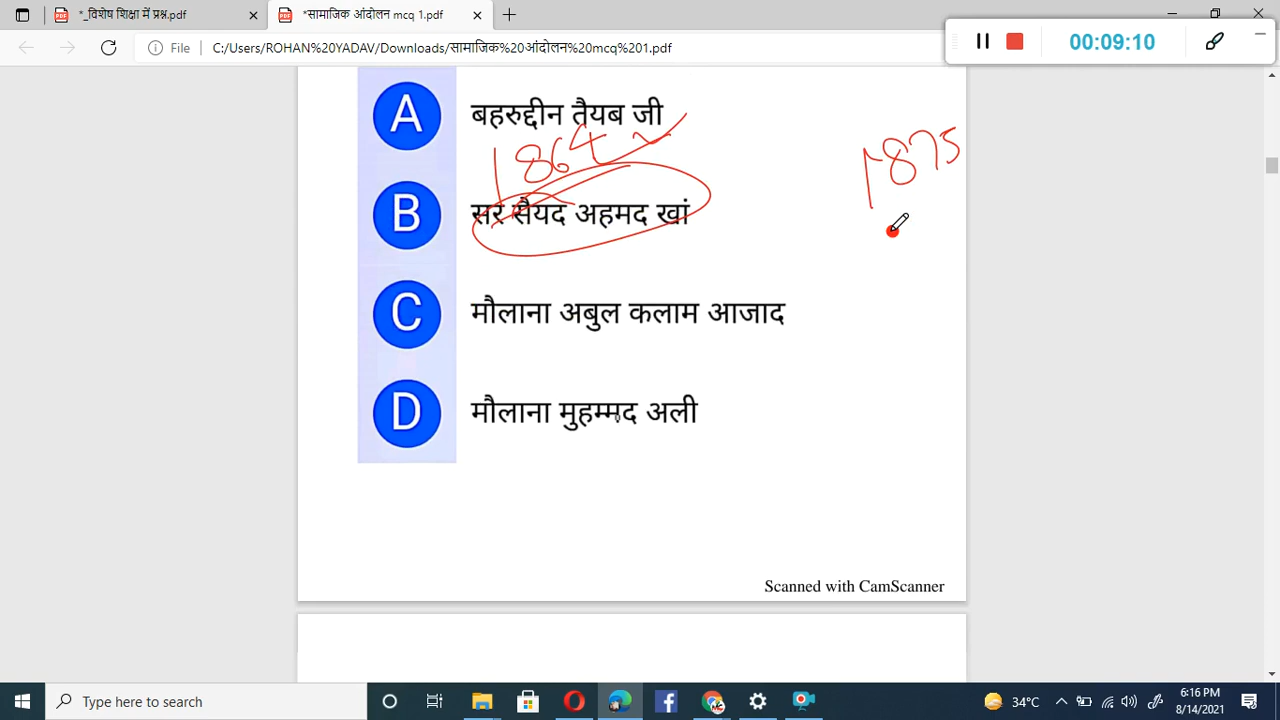 *_विषेष शिक्षा में प्रश्न.pdf
*सामाजिक आंदोलन mcq 1.pdf
File
C:/Users/ROHAN%20YADAV/Downloads/सामाजिक%20आंदोलन%20mcq%201.pdf
00:09:10
A बहरुद्दीन तैयब जी
1864
1875
B सर सैयद अहमद खां
C मौलाना अबुल कलाम आजाद
D मौलाना मुहम्मद अली
Scanned with CamScanner
Type here to search
34°C
6:16 PM
8/14/2021